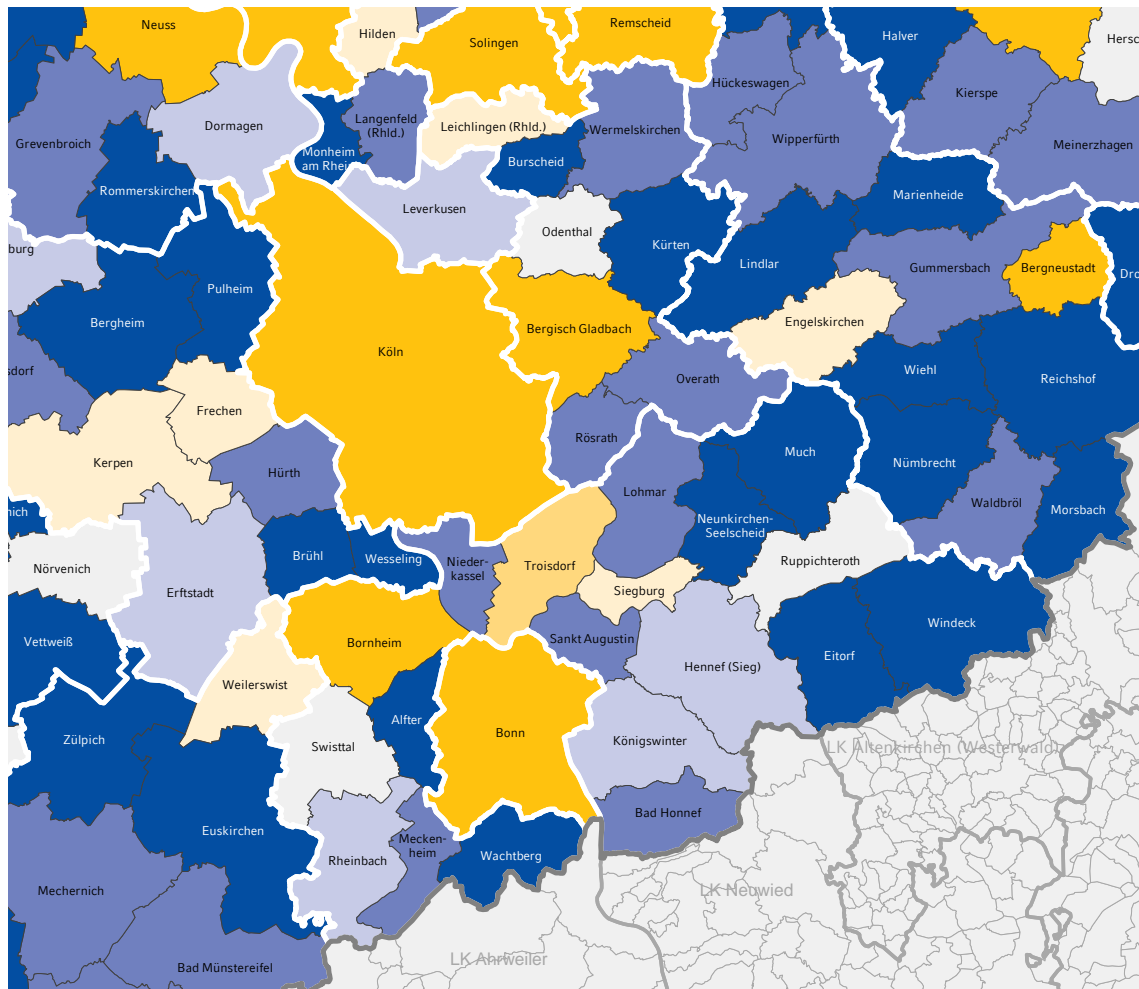 Neuss
Hilden
Solingen
Remscheid
Halver
Hersc
Hückeswagen
Kierspe
Langenfeld
(Rhld.)
Dormagen
Leichlingen (Rhld.)
Wermelskirchen
Wipperfürth
Meinerzhagen
Grevenbroich
Monheim
am Rhei
Burscheid
Rommerskirchen
Marienheide
Leverkusen
Odenthal
Kürten
burg
Lindlar
Gummersbach
Bergneustadt
Dro
Pulheim
Bergheim
Bergisch Gladbach
Engelskirchen
Köln
sdorf
Overath
Wiehl
Reichshof
Frechen
Rösrath
Much
Kerpen
Hürth
Nümbrecht
Lohmar
Waldbröl
nich
Neunkirchen-
Seelscheid
Morsbach
Brühl
Wesseling
Nieder-
kassel
Troisdorf
Ruppichteroth
Nörvenich
Erftstadt
Siegburg
Windeck
Vettweiß
Bornheim
Sankt Augustin
Eitorf
Hennef (Sieg)
Weilerswist
Alfter
Bonn
Königswinter
Zülpich
Swisttal
LK Altenkirchen (Westerwald)
Bad Honnef
Euskirchen
Mecken-
heim
Rheinbach
Wachtberg
Mechernich
LK Neuwied
LK Ahrweiler
Bad Münstereifel